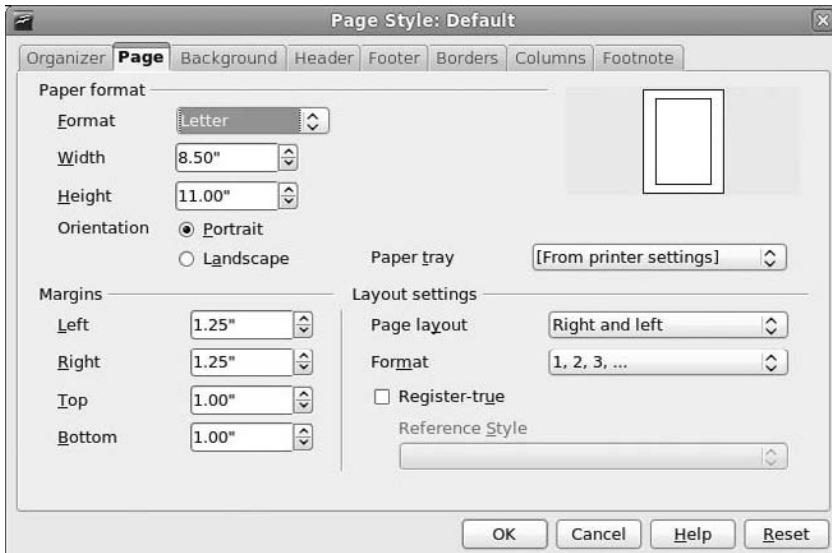 Page Style: Default
Organizer Page Background Header Footer Borders Columns Footnote
Paper format
Format Letter
Width 8.50"
Height 11.00"
Orientation Portrait
Landscape
Paper tray [From printer settings]
Margins
Left 1.25"
Right 1.25"
Top 1.00"
Bottom 1.00"
Layout settings
Page layout Right and left
Format 1, 2, 3, ...
Register-true
Reference Style
OK Cancel Help Reset